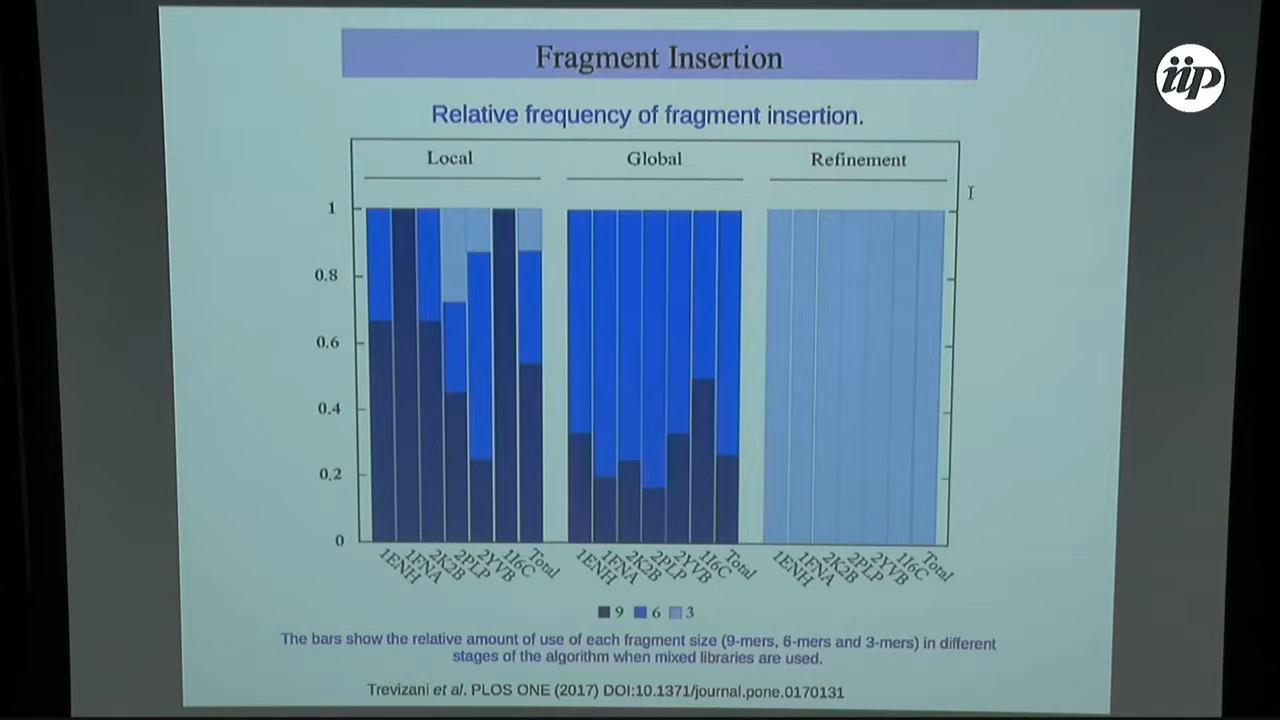 Fragment Insertion
iip
Relative frequency of fragment insertion.
Local Global Refinement
1
0.8
0.6
0.4
0.2
0
1ENH 1FNA 2K2B 2PLP 2YVB 1I6C Total 1ENH 1FNA 2K2B 2PLP 2YVB 1I6C Total 1ENH 1FNA 2K2B 2PLP 2YVB 1I6C Total
9 6 3
The bars show the relative amount of use of each fragment size (9-mers, 6-mers and 3-mers) in different
stages of the algorithm when mixed libraries are used.
Trevizani et al. PLOS ONE (2017) DOI:10.1371/journal.pone.0170131